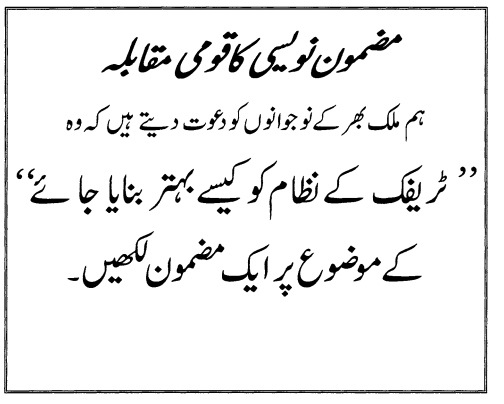 مضمون نویسی کا قومی مقابلہ
ہم ملک بھر کے نوجوانوں کو دعوت دیتے ہیں کہ وہ
”ٹریفک کے نظام کو کیسے بہتر بنایا جائے“
کے موضوع پر ایک مضمون لکھیں۔